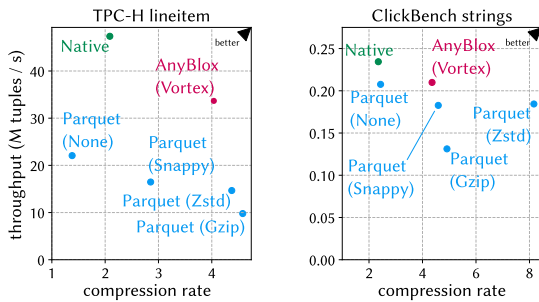 TPC-H lineitem
throughput (M tuples / s)
40
30
20
10
0
Native
better
AnyBlox
(Vortex)
Parquet
(None)
Parquet
(Snappy)
Parquet (Zstd)
Parquet (Gzip)
1
2
3
4
compression rate
ClickBench strings
0.25
0.20
0.15
0.10
0.05
0.00
Native
better
AnyBlox
(Vortex)
Parquet
(None)
Parquet
(Zstd)
Parquet
(Snappy)
Parquet
(Gzip)
2
4
6
8
compression rate